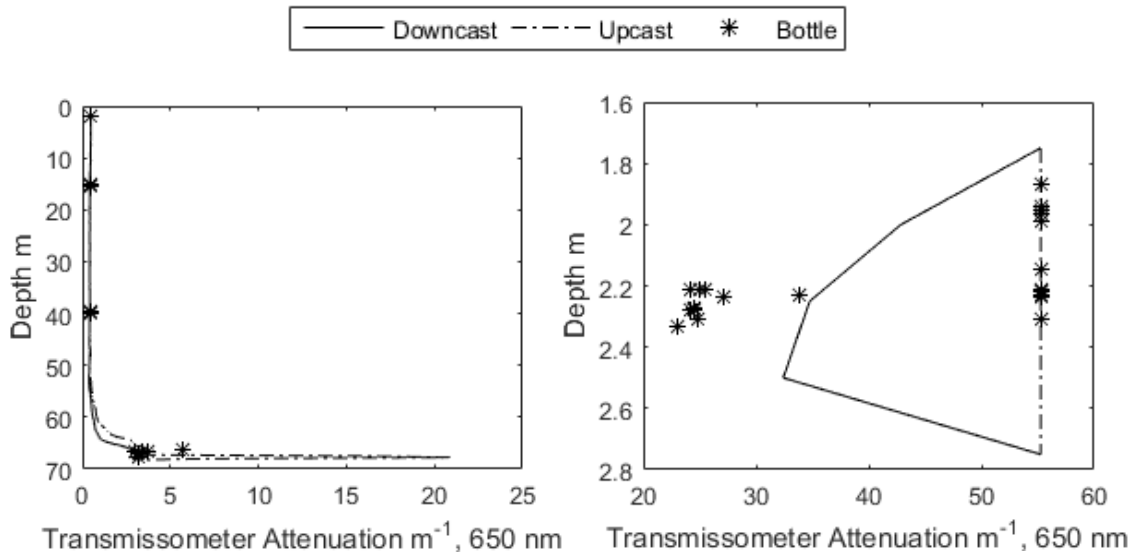 Downcast Upcast Bottle
0
10
20
30
40
50
60
70
Depth m
0 5 10 15 20 25
Transmissometer Attenuation m⁻¹, 650 nm
1.6
1.8
2
2.2
2.4
2.6
2.8
Depth m
20 30 40 50 60
Transmissometer Attenuation m⁻¹, 650 nm